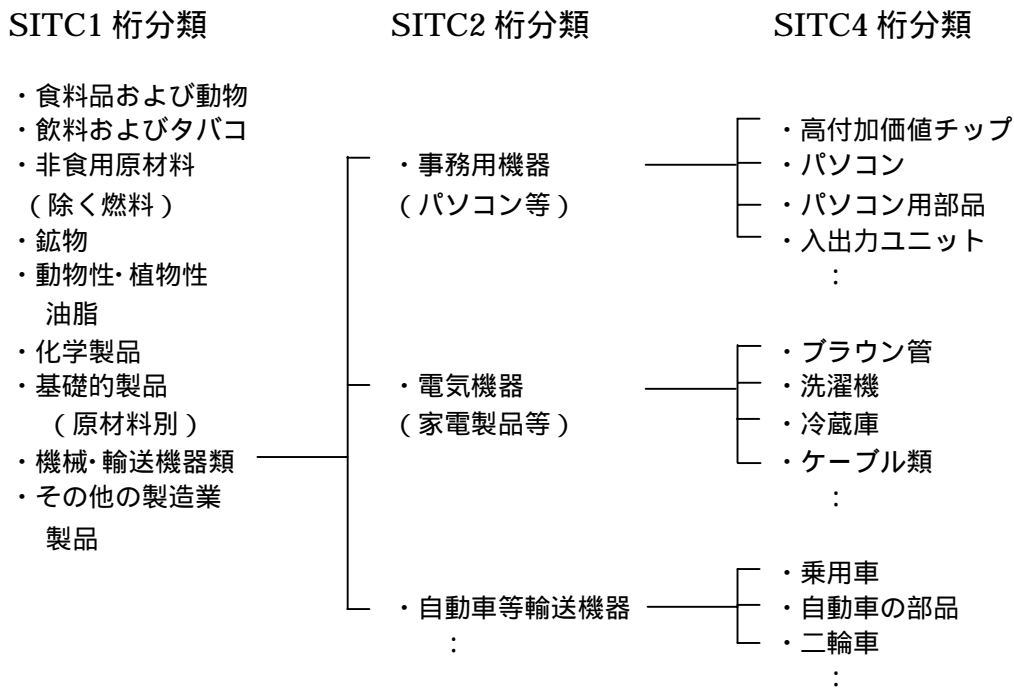 SITC1 桁分類
・食料品および動物
・飲料およびタバコ
・非食用原材料
(除く燃料)
・鉱物
・動物性・植物性
油脂
・化学製品
・基礎的製品
(原材料別)
・機械・輸送機器類
・その他の製造業
製品
SITC2 桁分類
・事務用機器
(パソコン等)
・電気機器
(家電製品等)
・自動車等輸送機器
:
SITC4 桁分類
・高付加価値チップ
・パソコン
・パソコン用部品
・入出力ユニット
:
・ブラウン管
・洗濯機
・冷蔵庫
・ケーブル類
:
・乗用車
・自動車の部品
・二輪車
: